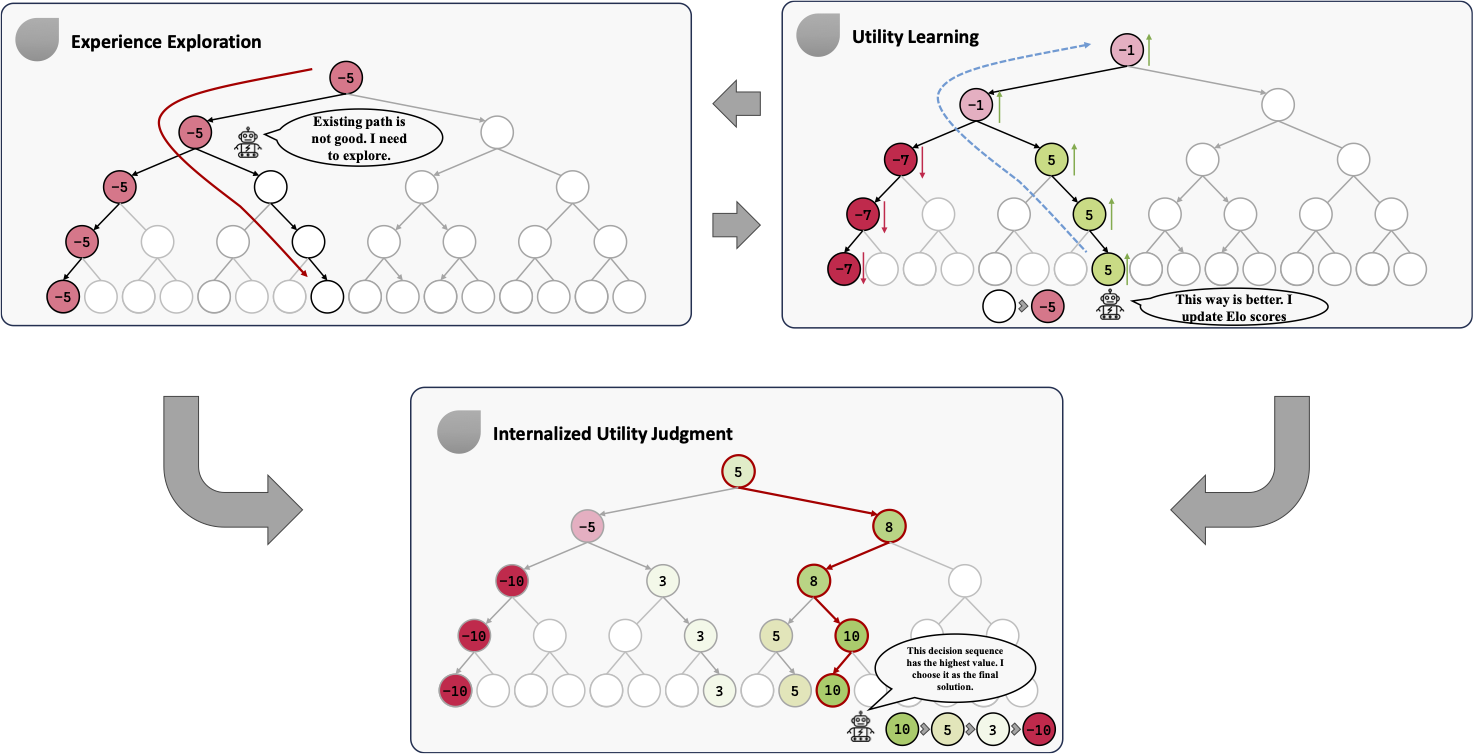 Experience Exploration
-5
-5
Existing path is
not good. I need
to explore.
-5
-5
-5
Utility Learning
-1
-1
-7
5
-7
5
-7
5
-5
This way is better. I
update Elo scores
Internalized Utility Judgment
5
-5
8
-10
3
8
-10
3
5
10
This decision sequence
has the highest value. I
choose it as the final
solution.
-10
3
5
10
10
5
3
-10